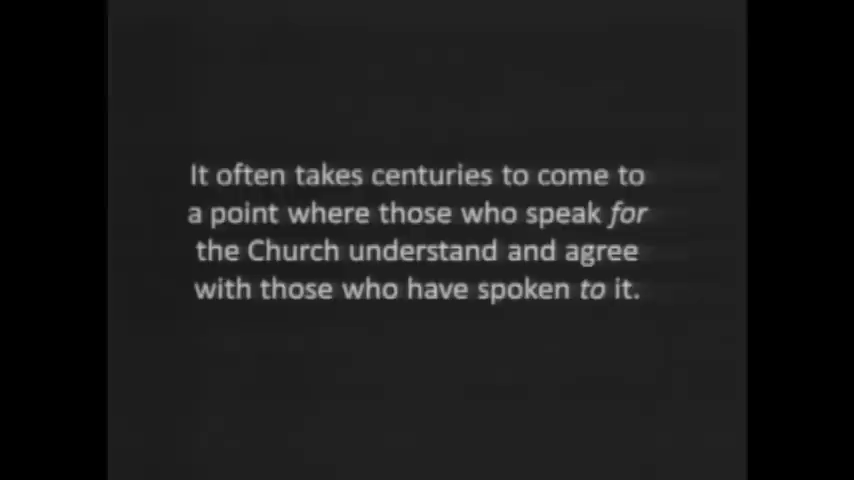 It often takes centuries to come to
a point where those who speak for
the Church understand and agree
with those who have spoken to it.